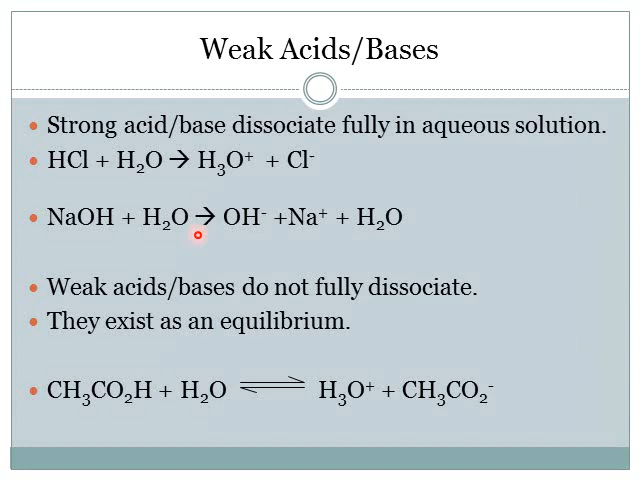 Weak Acids/Bases
• Strong acid/base dissociate fully in aqueous solution.
• HCl + H₂O → H₃O⁺ + Cl⁻
• NaOH + H₂O → OH⁻ +Na⁺ + H₂O
• Weak acids/bases do not fully dissociate.
• They exist as an equilibrium.
• CH₃CO₂H + H₂O ⇌ H₃O⁺ + CH₃CO₂⁻